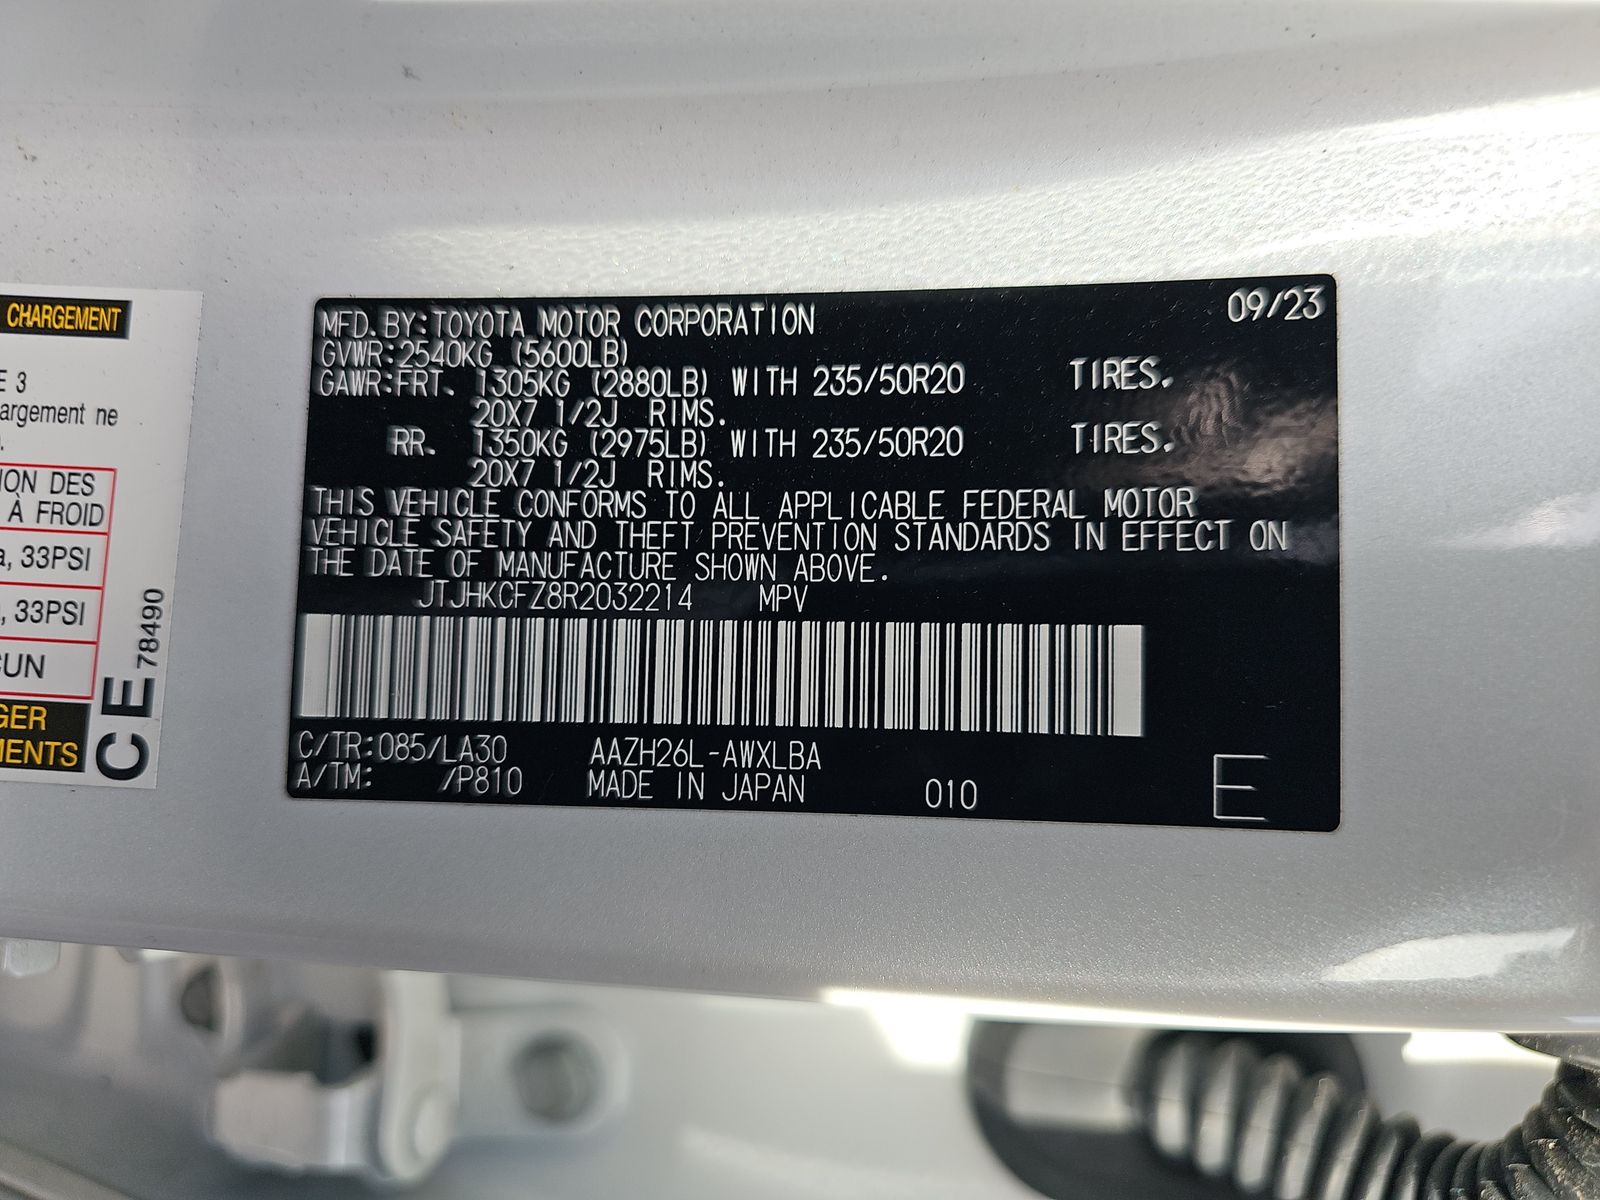 CHARGEMENT
E 3
argement ne
ION DES
À FROID
, 33PSI
, 33PSI
CUN
GER
MENTS
CE 78490
09/23
MFD. BY:TOYOTA MOTOR CORPORATION
GVWR:2540KG (5600LB)
GAWR:FRT. 1305KG (2880LB) WITH 235/50R20 TIRES.
20X7 1/2J RIMS.
RR. 1350KG (2975LB) WITH 235/50R20 TIRES.
20X7 1/2J RIMS.
THIS VEHICLE CONFORMS TO ALL APPLICABLE FEDERAL MOTOR
VEHICLE SAFETY AND THEFT PREVENTION STANDARDS IN EFFECT ON
THE DATE OF MANUFACTURE SHOWN ABOVE.
JTJHKCFZ8R2032214 MPV
C/TR:085/LA30 AAZH26L-AWXLBA
A/TM: /P810 MADE IN JAPAN 010 E